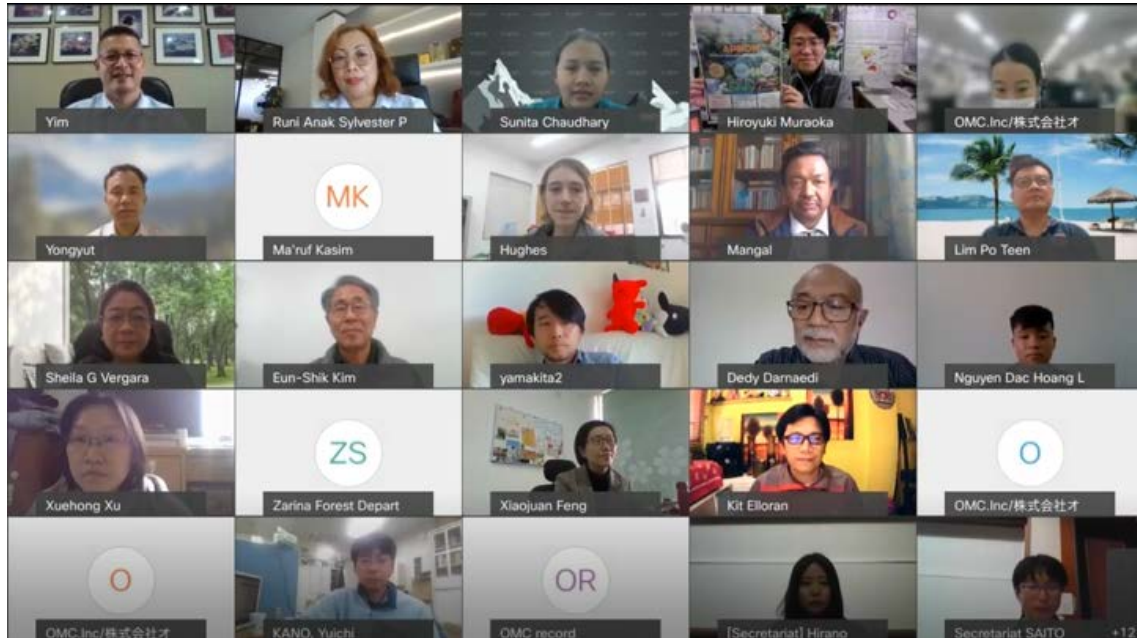 Yim
Runi Anak Sylvester P
Sunita Chaudhary
Hiroyuki Muraoka
OMC.Inc/株式会社オ
Yongyut
MK
Ma'ruf Kasim
Hughes
Mangal
Lim Po Teen
Sheila G Vergara
Eun-Shik Kim
yamakita2
Dedy Darnaedi
Nguyen Dac Hoang L
Xuehong Xu
ZS
Zarina Forest Depart
Xiaojuan Feng
Kit Elloran
O
OMC.Inc/株式会社オ
O
OMC.Inc/株式会社オ
KANO, Yuichi
OR
OMC record
[Secretariat] Hirano
Secretariat SAITO
+12